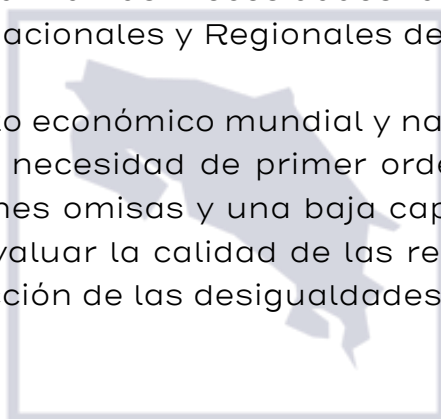 acionales y Regionales de
o económico mundial y na
necesidad de primer orde
nes omisas y una baja cap
valuar la calidad de las re
ción de las desigualdades